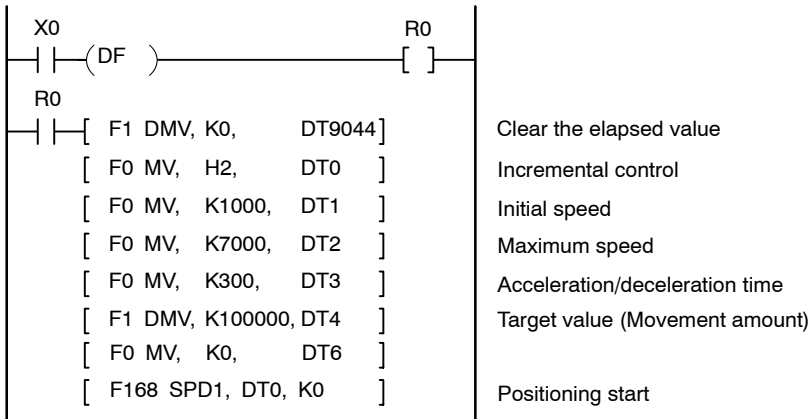 X0 R0
(DF ) [ ]
R0
[ F1 DMV, K0, DT9044] Clear the elapsed value
[ F0 MV, H2, DT0 ] Incremental control
[ F0 MV, K1000, DT1 ] Initial speed
[ F0 MV, K7000, DT2 ] Maximum speed
[ F0 MV, K300, DT3 ] Acceleration/deceleration time
[ F1 DMV, K100000, DT4 ] Target value (Movement amount)
[ F0 MV, K0, DT6 ]
[ F168 SPD1, DT0, K0 ] Positioning start